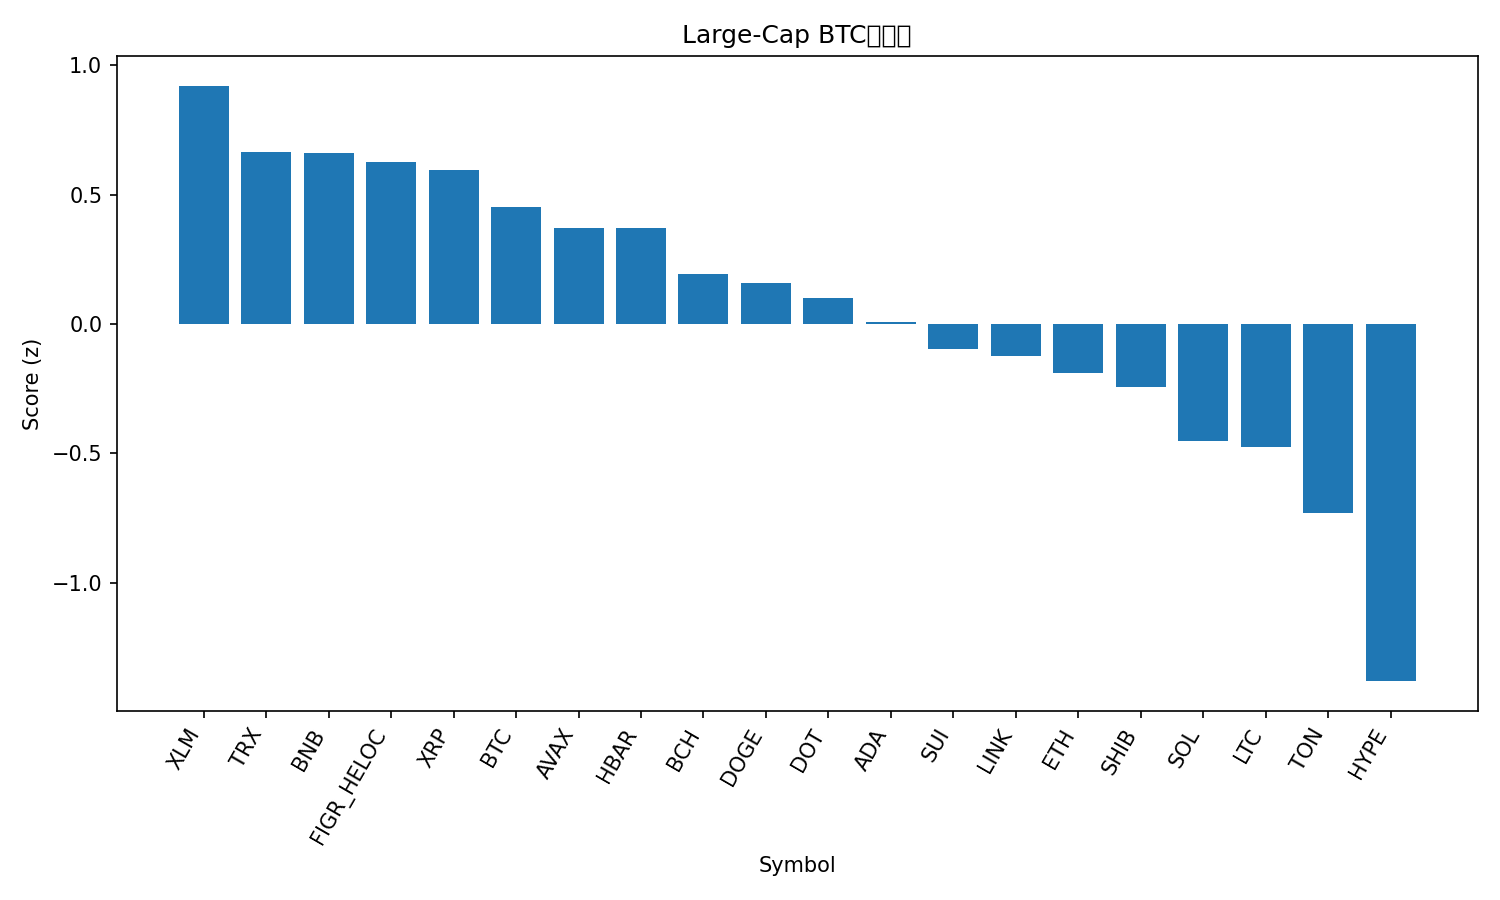 Large-Cap BTC
1.0
0.5
0.0
−0.5
−1.0
Score (z)
XLM
TRX
BNB
FIGR_HELOC
XRP
BTC
AVAX
HBAR
BCH
DOGE
DOT
ADA
SUI
LINK
ETH
SHIB
SOL
LTC
TON
HYPE
Symbol